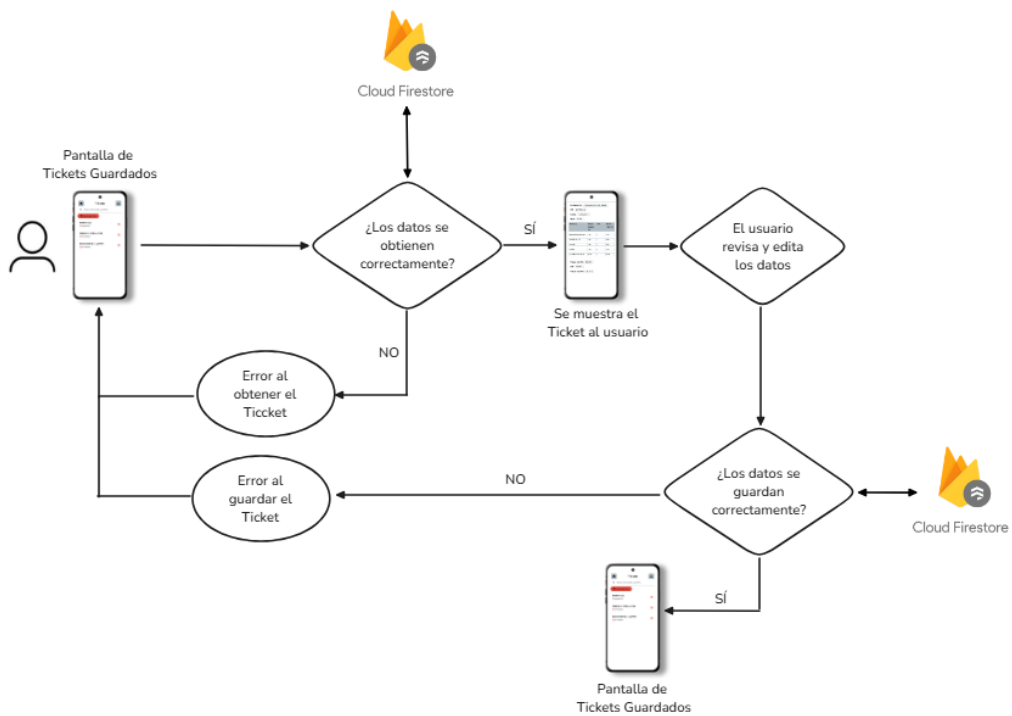 Cloud Firestore
Pantalla de
Tickets Guardados
¿Los datos se
obtienen
correctamente?
SÍ
El usuario
revisa y edita
los datos
Se muestra el
Ticket al usuario
NO
Error al
obtener el
Ticcket
Error al
guardar el
Ticket
NO
¿Los datos se
guardan
correctamente?
Cloud Firestore
SÍ
Pantalla de
Tickets Guardados